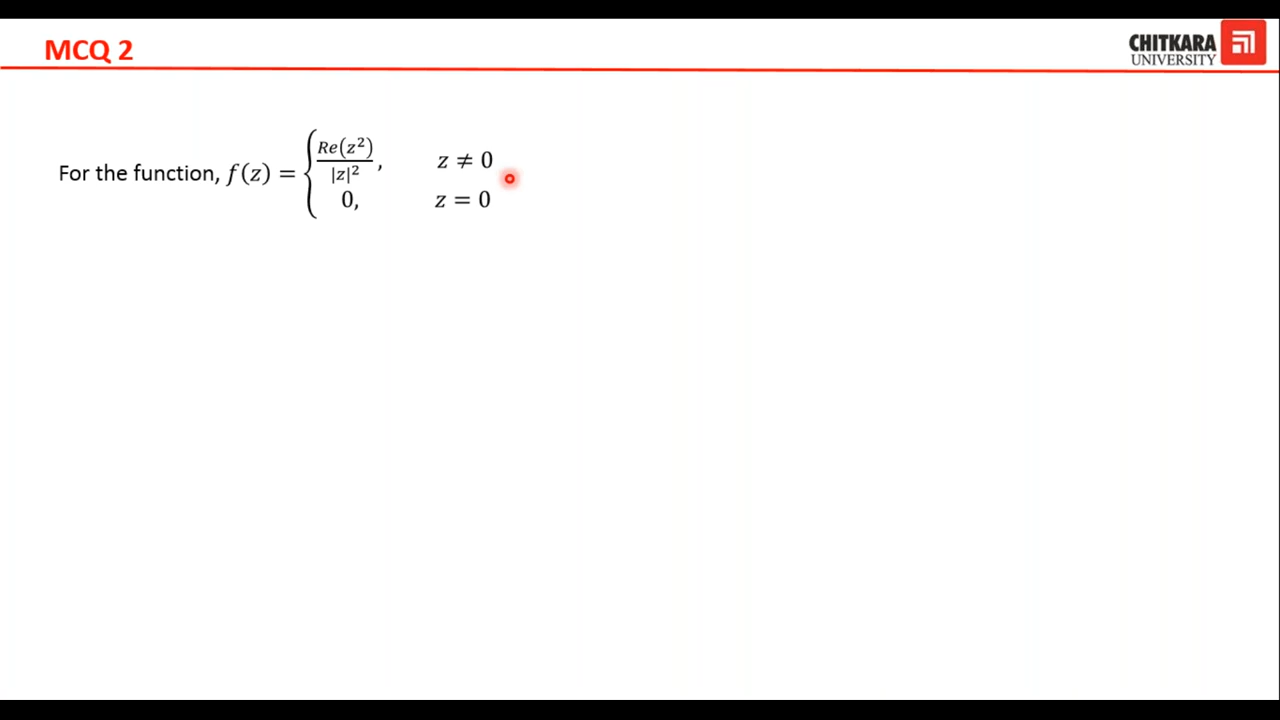 MCQ 2
CHITKARA
UNIVERSITY
For the function, f(z) = { Re(z²)/|z|², z ≠ 0
0, z = 0